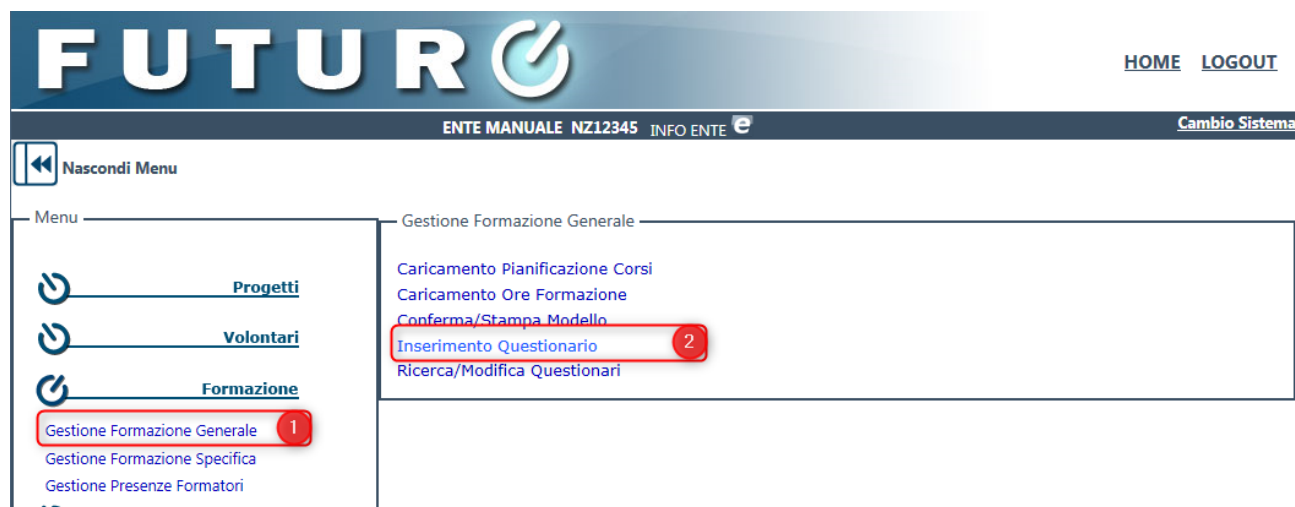 FUTURO
HOME LOGOUT
ENTE MANUALE NZ12345 INFO ENTE e
Cambio Sistema
Nascondi Menu
Menu
Progetti
Volontari
Formazione
Gestione Formazione Generale 1
Gestione Formazione Specifica
Gestione Presenze Formatori
Gestione Formazione Generale
Caricamento Pianificazione Corsi
Caricamento Ore Formazione
Conferma/Stampa Modello
Inserimento Questionario 2
Ricerca/Modifica Questionari